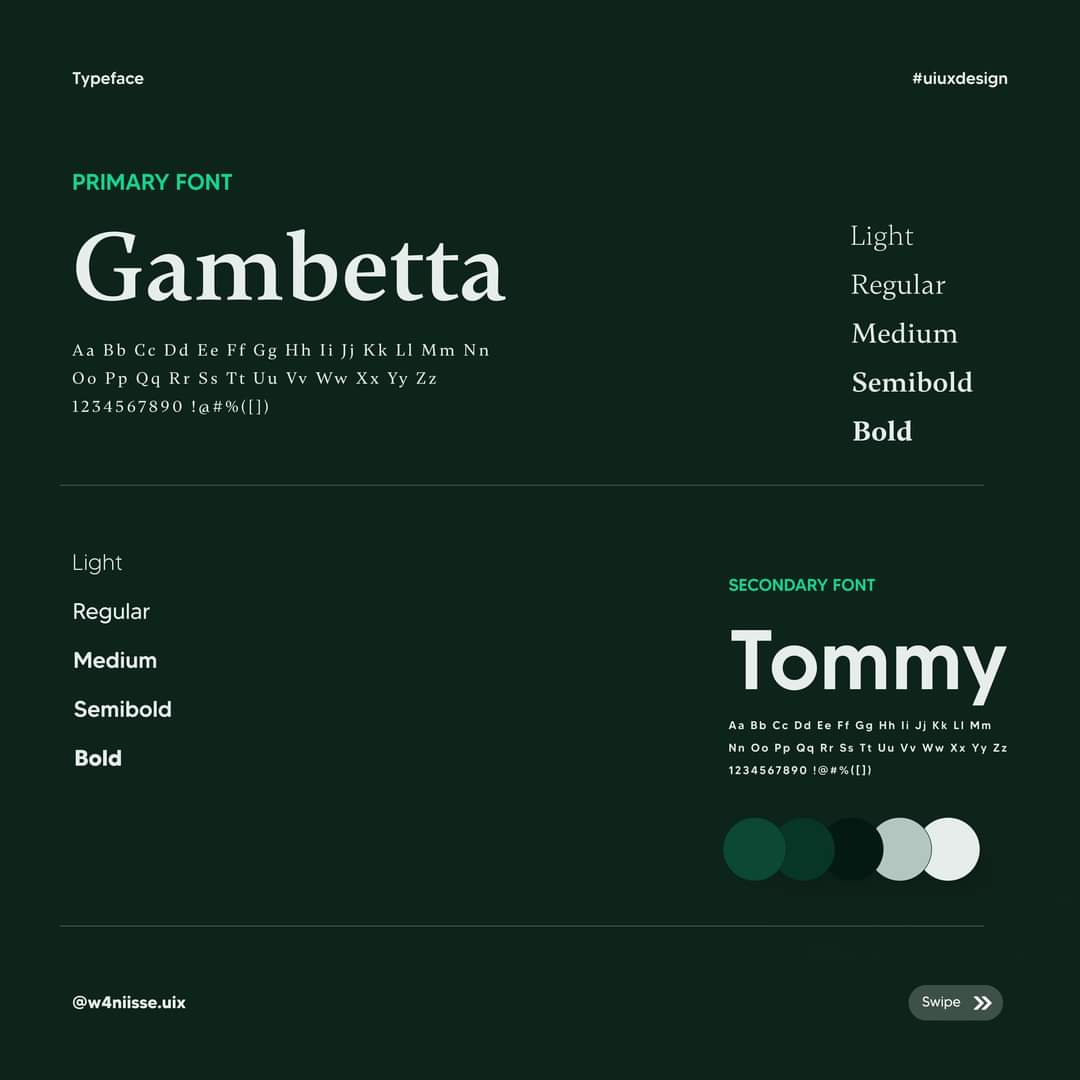 Typeface
#uiuxdesign
PRIMARY FONT
Gambetta
Aa Bb Cc Dd Ee Ff Gg Hh Ii Jj Kk Ll Mm Nn
Oo Pp Qq Rr Ss Tt Uu Vv Ww Xx Yy Zz
1234567890 !@#%([])
Light
Regular
Medium
Semibold
Bold
Light
Regular
Medium
Semibold
Bold
SECONDARY FONT
Tommy
Aa Bb Cc Dd Ee Ff Gg Hh Ii Jj Kk Ll Mm
Nn Oo Pp Qq Rr Ss Tt Uu Vv Ww Xx Yy Zz
1234567890 !@#%([])
@w4niisse.uix
Swipe